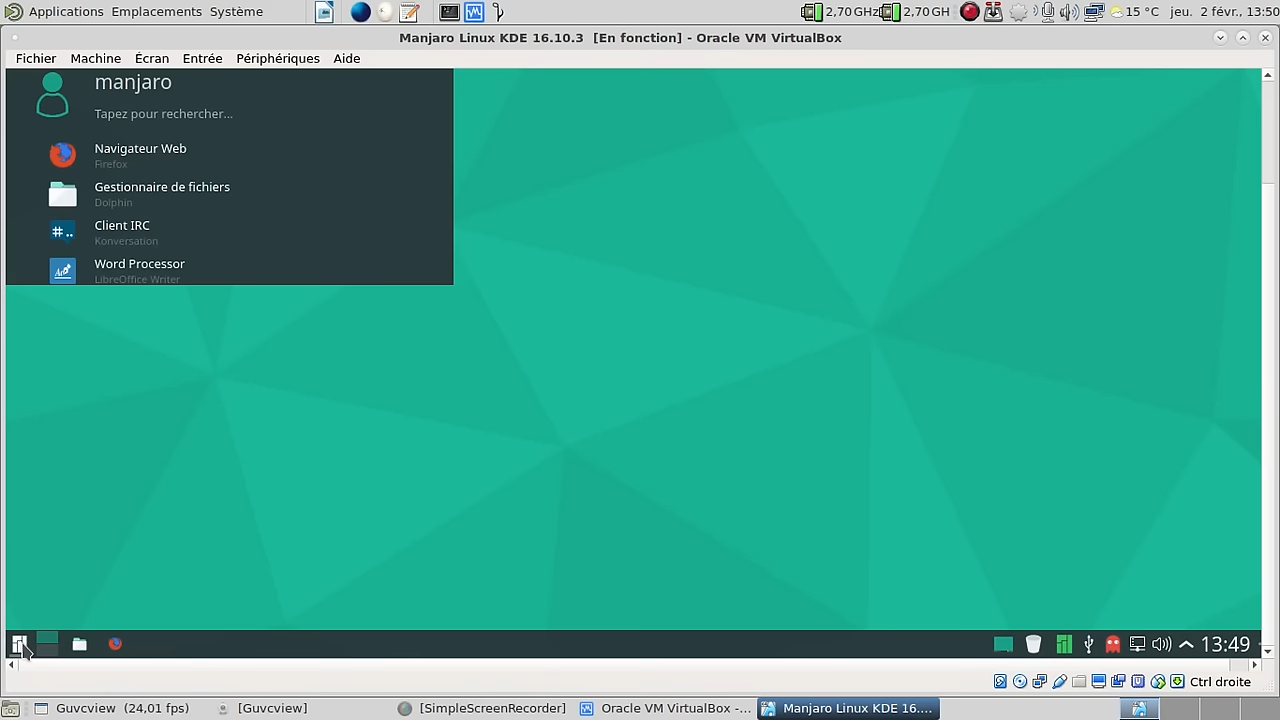 Applications Emplacements Système 2,70 GHz 2,70 GH 15 °C jeu. 2 févr., 13:50
Manjaro Linux KDE 16.10.3 [En fonction] - Oracle VM VirtualBox
Fichier Machine Écran Entrée Périphériques Aide
manjaro
Tapez pour rechercher...
Navigateur Web
Firefox
Gestionnaire de fichiers
Dolphin
Client IRC
Konversation
Word Processor
LibreOffice Writer
13:49
Ctrl droite
Guvcview (24,01 fps) [Guvcview] [SimpleScreenRecorder] Oracle VM VirtualBox -... Manjaro Linux KDE 16....